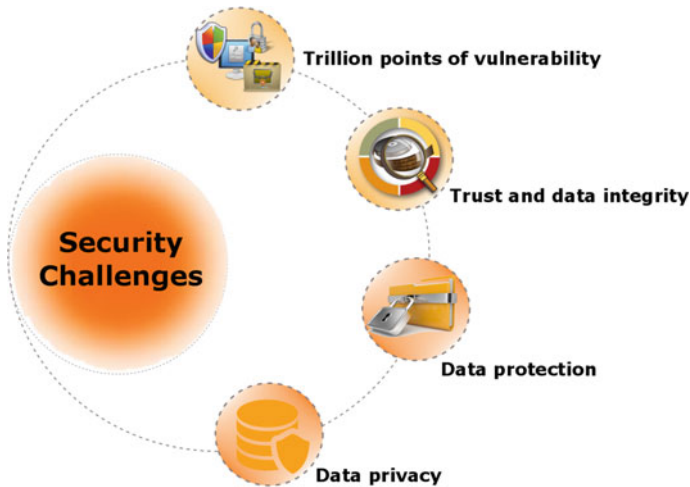 Trillion points of vulnerability
Trust and data integrity
Security
Challenges
Data protection
Data privacy